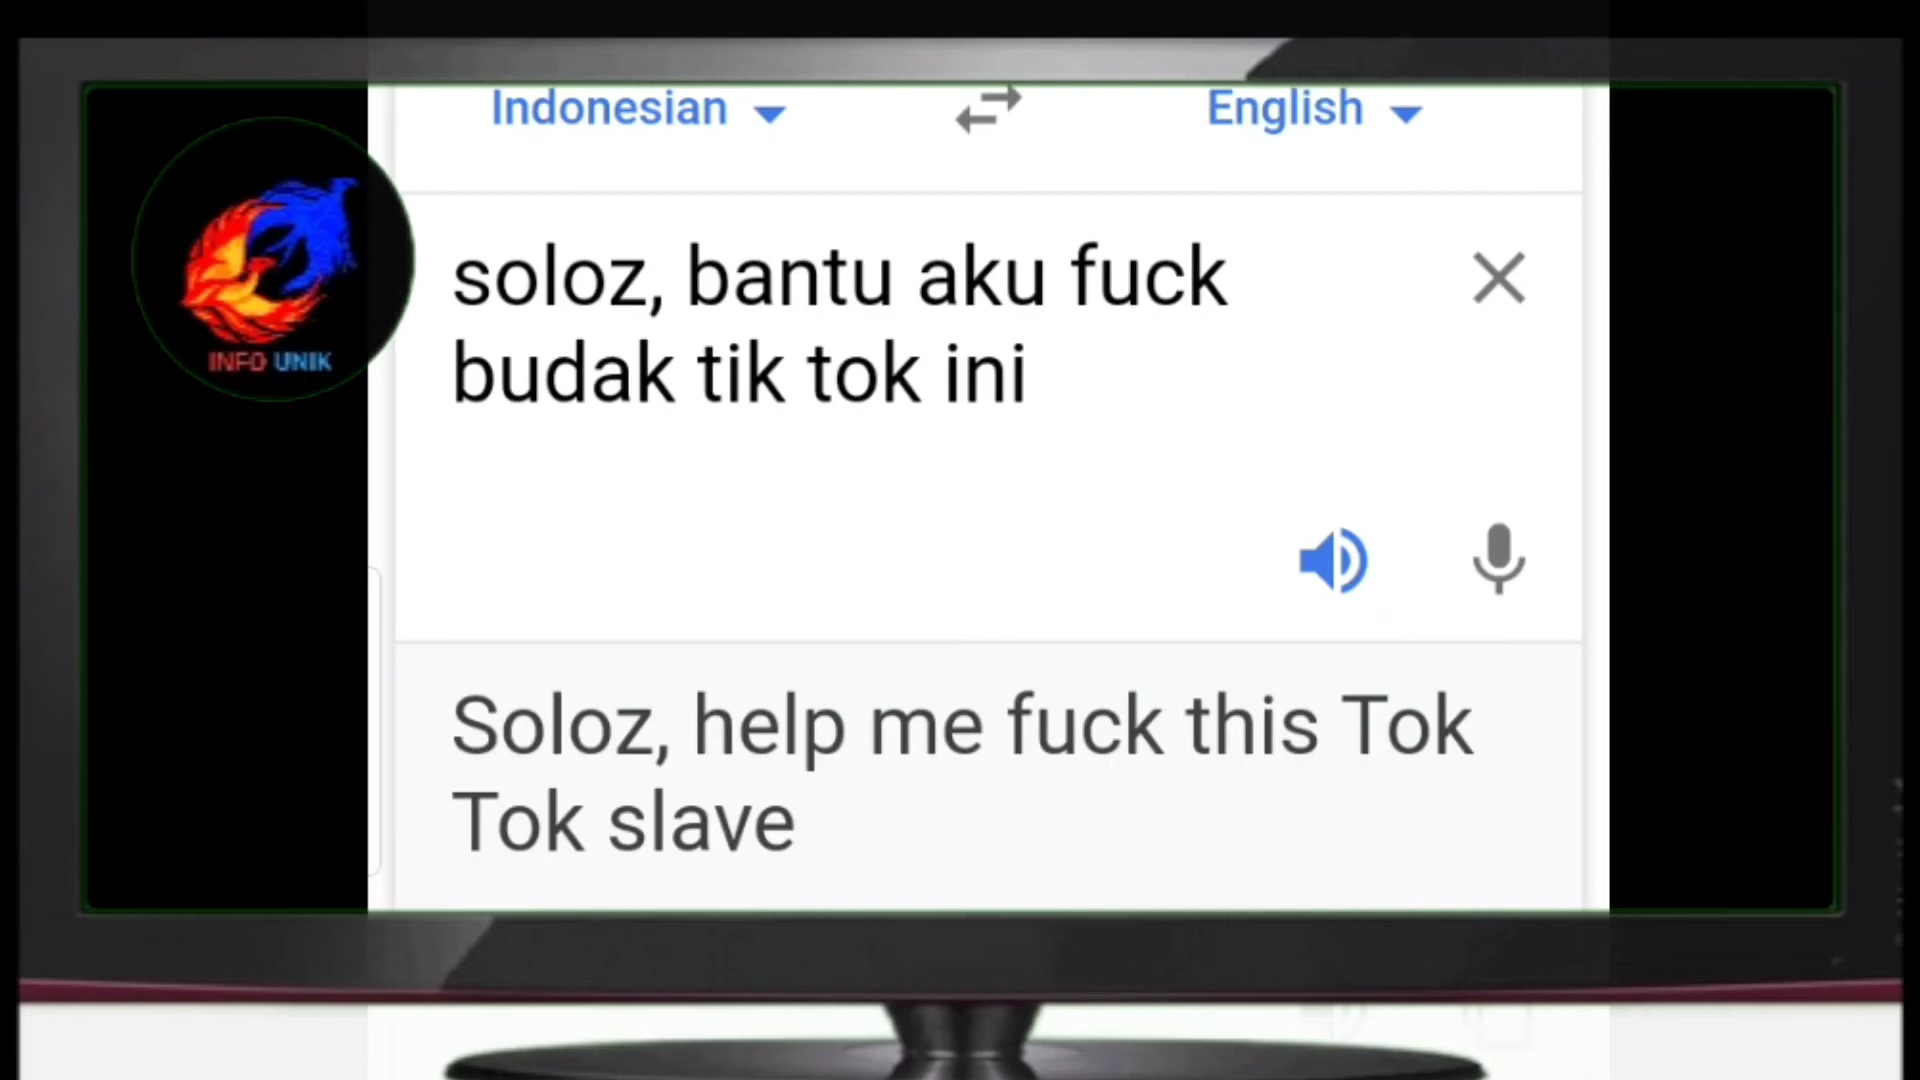 Indonesian
English
INFO UNIK
soloz, bantu aku fuck
budak tik tok ini
Soloz, help me fuck this Tok
Tok slave